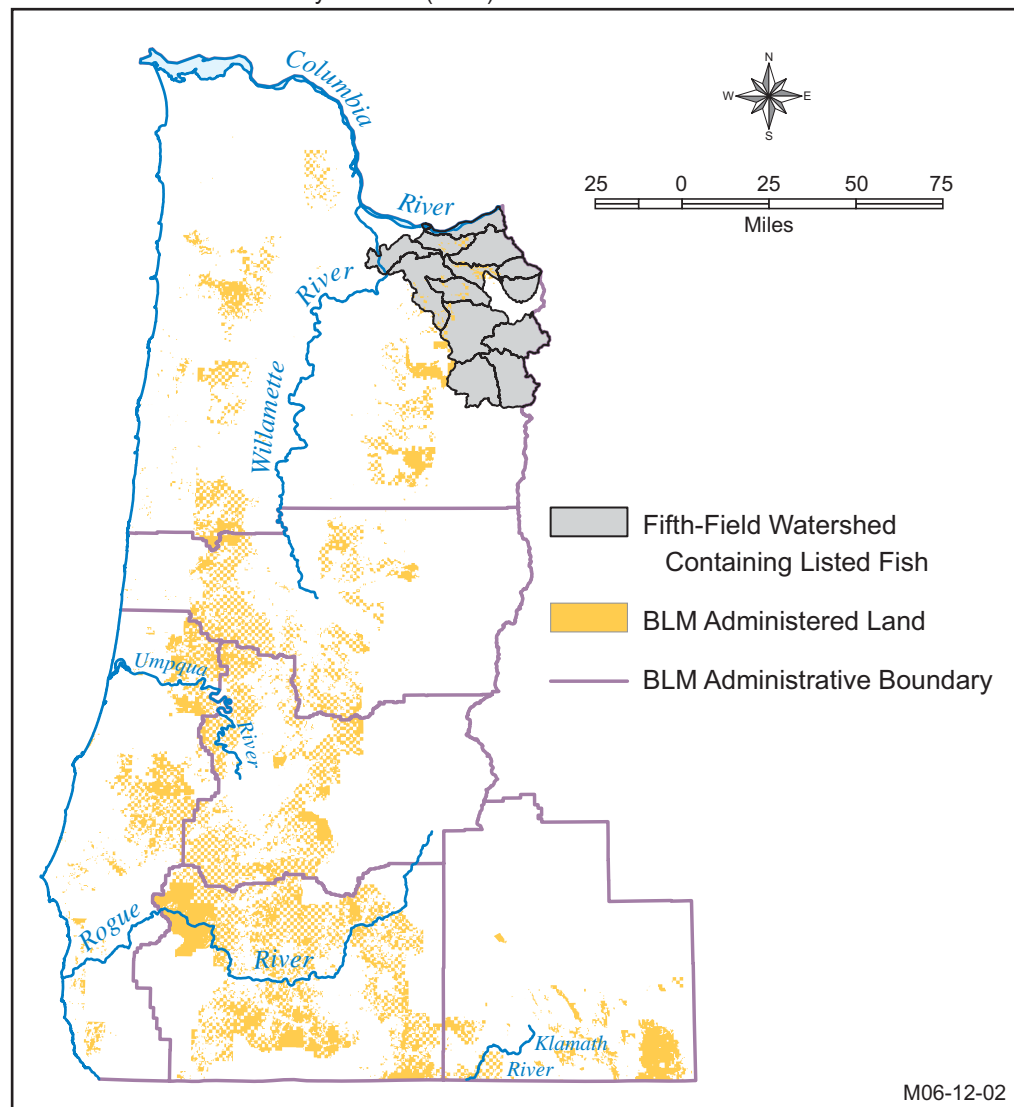 Columbia
River
N
W E
S
25 0 25 50 75
Miles
River
Willamette
Fifth-Field Watershed
Containing Listed Fish
BLM Administered Land
BLM Administrative Boundary
Umpqua
River
Rogue
River
Klamath
River
M06-12-02